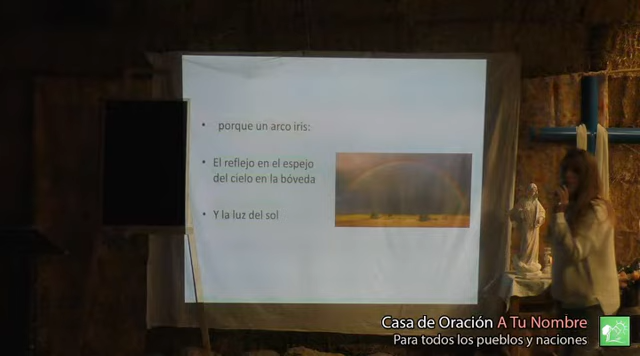 porque un arco iris:
El reflejo en el espejo
del cielo en la bóveda
Y la luz del sol
Casa de Oración A Tu Nombre
Para todos los pueblos y naciones